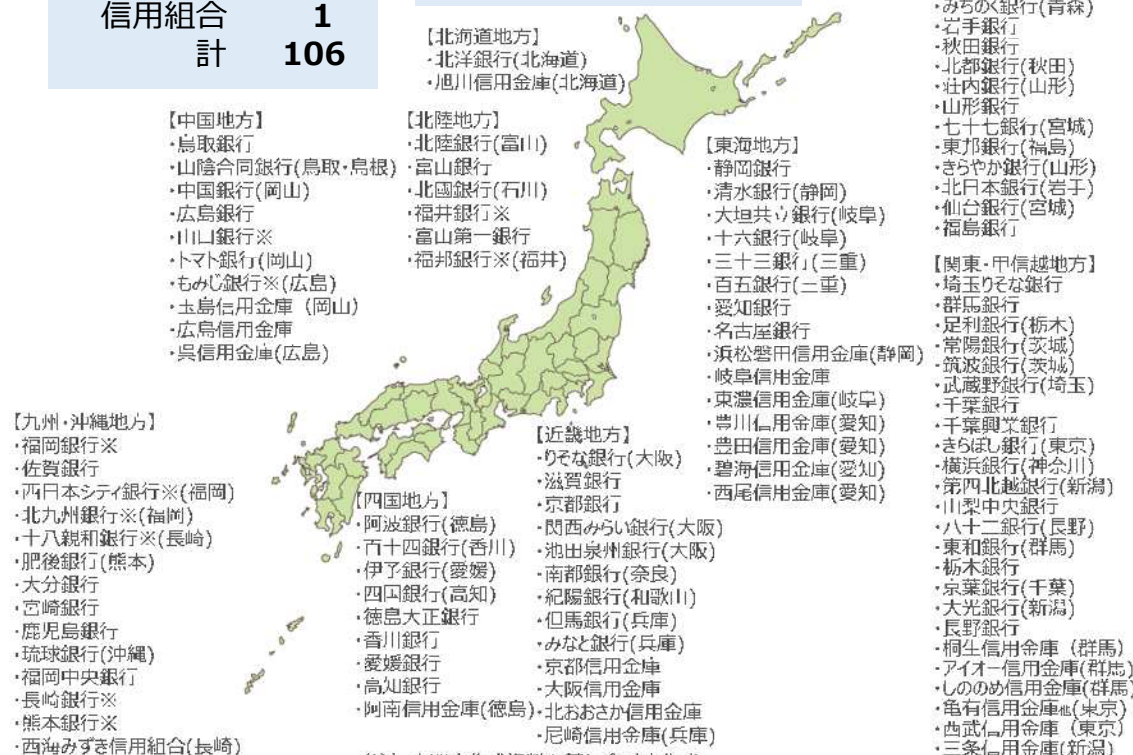 信用組合 1
計 106
【北海道地方】
・北洋銀行(北海道)
・旭川信用金庫(北海道)
【中国地方】
・鳥取銀行
・山陰合同銀行(鳥取・島根)
・中国銀行(岡山)
・広島銀行
・山口銀行※
・トマト銀行(岡山)
・もみじ銀行※(広島)
・玉島信用金庫（岡山）
・広島信用金庫
・呉信用金庫(広島)
【北陸地方】
・北陸銀行(富山)
・富山銀行
・北國銀行(石川)
・福井銀行※
・富山第一銀行
・福邦銀行※(福井)
【東海地方】
・静岡銀行
・清水銀行(静岡)
・大垣共立銀行(岐阜)
・十六銀行(岐阜)
・三十三銀行(三重)
・百五銀行(三重)
・愛知銀行
・名古屋銀行
・浜松磐田信用金庫(静岡)
・岐阜信用金庫
・東濃信用金庫(岐阜)
・豊川信用金庫(愛知)
・豊田信用金庫(愛知)
・碧海信用金庫(愛知)
・西尾信用金庫(愛知)
・みちのく銀行(青森)
・岩手銀行
・秋田銀行
・北都銀行(秋田)
・荘内銀行(山形)
・山形銀行
・七十七銀行(宮城)
・東邦銀行(福島)
・きらやか銀行(山形)
・北日本銀行(岩手)
・仙台銀行(宮城)
・福島銀行
【関東・甲信越地方】
・埼玉りそな銀行
・群馬銀行
・足利銀行(栃木)
・常陽銀行(茨城)
・筑波銀行(茨城)
・武蔵野銀行(埼玉)
・千葉銀行
・千葉興業銀行
・きらぼし銀行(東京)
・横浜銀行(神奈川)
・第四北越銀行(新潟)
・山梨中央銀行
・八十二銀行(長野)
・東和銀行(群馬)
・栃木銀行
・京葉銀行(千葉)
・大光銀行(新潟)
・長野銀行
・桐生信用金庫（群馬）
・アイオー信用金庫(群馬)
・しののめ信用金庫(群馬)
・亀有信用金庫他(東京)
・西武信用金庫（東京）
・三条信用金庫(新潟)
【九州・沖縄地方】
・福岡銀行※
・佐賀銀行
・西日本シティ銀行※(福岡)
・北九州銀行※(福岡)
・十八親和銀行※(長崎)
・肥後銀行(熊本)
・大分銀行
・宮崎銀行
・鹿児島銀行
・琉球銀行(沖縄)
・福岡中央銀行
・長崎銀行※
・熊本銀行※
・西海みずき信用組合(長崎)
【四国地方】
・阿波銀行(徳島)
・百十四銀行(香川)
・伊予銀行(愛媛)
・四国銀行(高知)
・徳島大正銀行
・香川銀行
・愛媛銀行
・高知銀行
・阿南信用金庫(徳島)
【近畿地方】
・りそな銀行(大阪)
・滋賀銀行
・京都銀行
・関西みらい銀行(大阪)
・池田泉州銀行(大阪)
・南都銀行(奈良)
・紀陽銀行(和歌山)
・但馬銀行(兵庫)
・みなと銀行(兵庫)
・京都信用金庫
・大阪信用金庫
・北おおさか信用金庫
・尼崎信用金庫(兵庫)